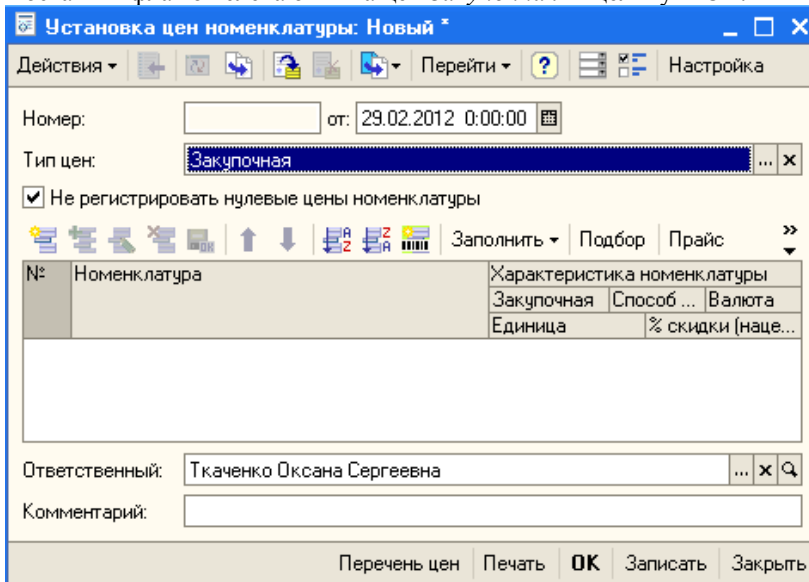 Установка цен номенклатуры: Новый *
Действия Перейти ? Настройка
Номер: от: 29.02.2012 0:00:00
Тип цен: Закупочная ... x
Не регистрировать нулевые цены номенклатуры
Заполнить Подбор Прайс »
№ Номенклатура Характеристика номенклатуры
Закупочная Способ ... Валюта
Единица % скидки (наце...
Ответственный: Ткаченко Оксана Сергеевна ... x
Комментарий:
Перечень цен Печать OK Записать Закрыть